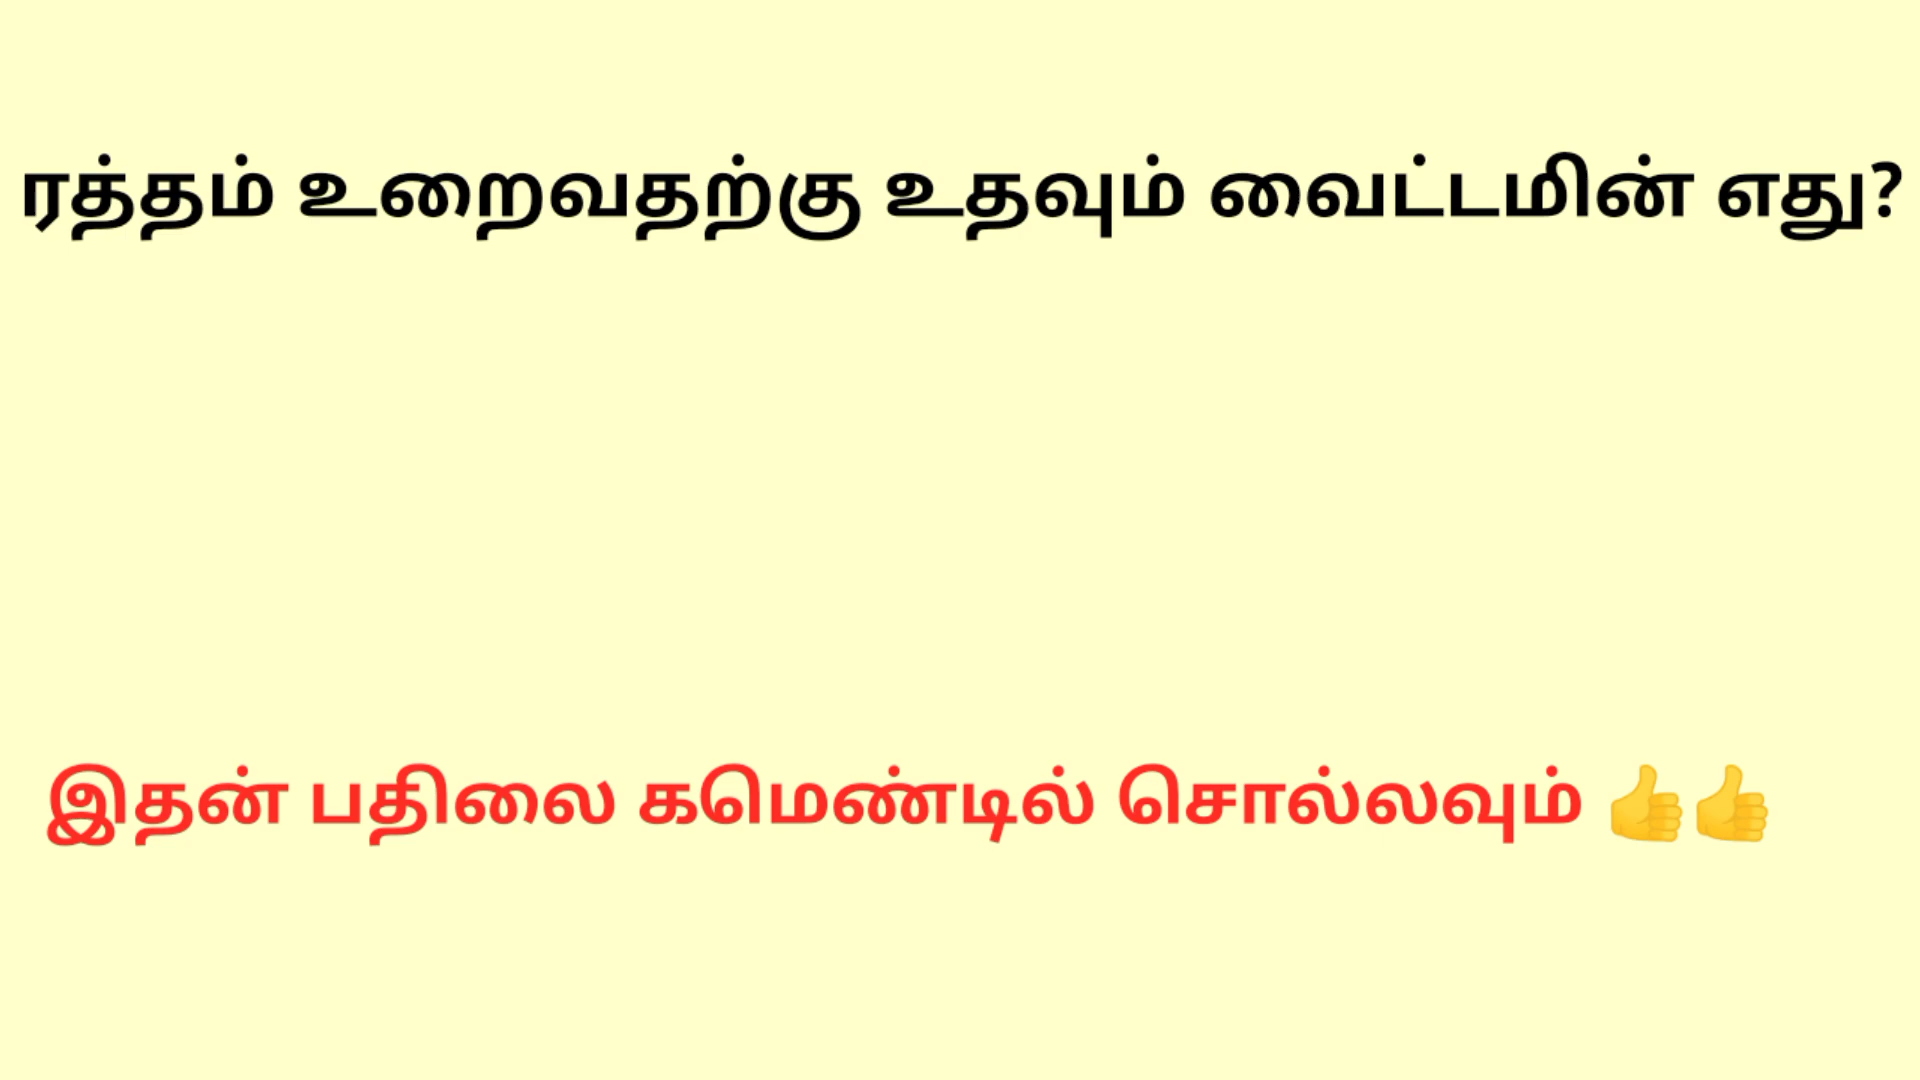 ரத்தம் உறைவதற்கு உதவும் வைட்டமின் எது?
இதன் பதிலை கமெண்டில் சொல்லவும் 👍👍